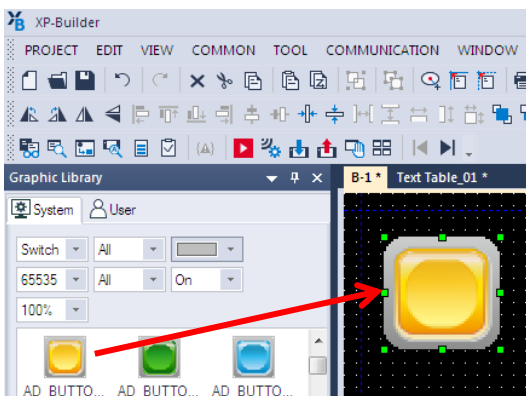 XP-Builder
PROJECT EDIT VIEW COMMON TOOL COMMUNICATION WINDOW
Graphic Library
B-1 * Text Table_01 *
System User
Switch All
65535 All On
100%
AD_BUTTO... AD_BUTTO... AD_BUTTO...